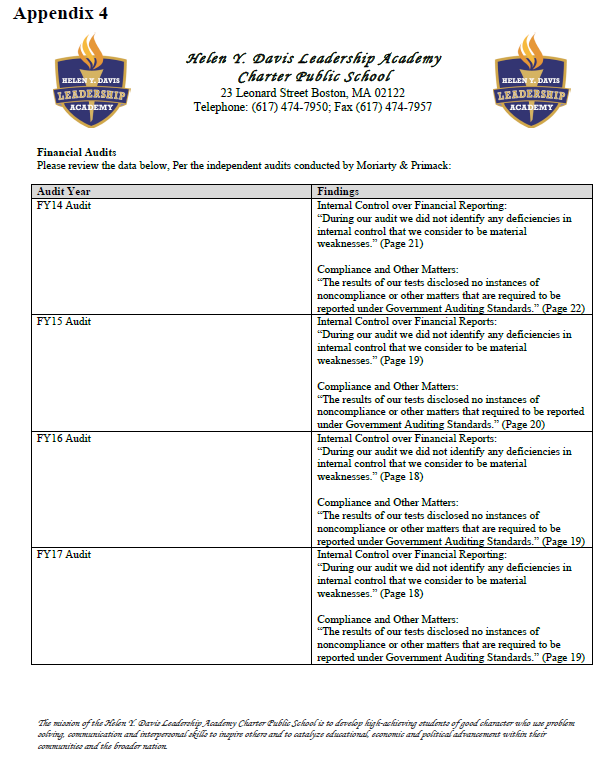 Appendix 4
HELEN Y. DAVIS
LEADERSHIP
ACADEMY
Helen Y. Davis Leadership Academy
Charter Public School
23 Leonard Street Boston, MA 02122
Telephone: (617) 474-7950; Fax (617) 474-7957
HELEN Y. DAVIS
LEADERSHIP
ACADEMY
Financial Audits
Please review the data below, Per the independent audits conducted by Moriarty & Primack:
Audit Year
Findings
FY14 Audit
Internal Control over Financial Reporting:
“During our audit we did not identify any deficiencies in
internal control that we consider to be material
weaknesses.” (Page 21)
Compliance and Other Matters:
“The results of our tests disclosed no instances of
noncompliance or other matters that are required to be
reported under Government Auditing Standards.” (Page 22)
FY15 Audit
Internal Control over Financial Reports:
“During our audit we did not identify any deficiencies in
internal control that we consider to be material
weaknesses.” (Page 19)
Compliance and Other Matters:
“The results of our tests disclosed no instances of
noncompliance or other matters that required to be reported
under Government Auditing Standards.” (Page 20)
FY16 Audit
Internal Control over Financial Reports:
“During our audit we did not identify any deficiencies in
internal control that we consider to be material
weaknesses.” (Page 18)
Compliance and Other Matters:
“The results of our tests disclosed no instances of
noncompliance or other matters that are required to be
reported under Government Auditing Standards.” (Page 19)
FY17 Audit
Internal Control over Financial Reporting:
“During our audit we did not identify any deficiencies in
internal control that we consider to be material
weaknesses.” (Page 18)
Compliance and Other Matters:
“The results of our tests disclosed no instances of
noncompliance or other matters that are required to be
reported under Government Auditing Standards.” (Page 19)
The mission of the Helen Y. Davis Leadership Academy Charter Public School is to develop high-achieving students of good character who use problem
solving, communication and interpersonal skills to inspire others and to catalyze educational, economic and political advancement within their
communities and the broader nation.